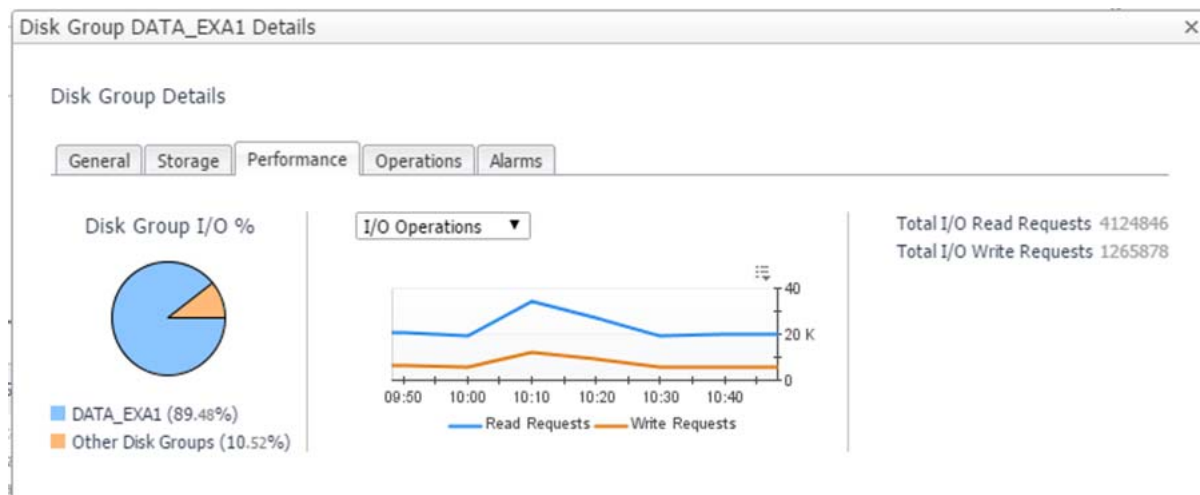 Disk Group DATA_EXA1 Details
Disk Group Details
General Storage Performance Operations Alarms
Disk Group I/O %
DATA_EXA1 (89.48%)
Other Disk Groups (10.52%)
I/O Operations
40
20 K
0
09:50 10:00 10:10 10:20 10:30 10:40
Read Requests Write Requests
Total I/O Read Requests 4124846
Total I/O Write Requests 1265878